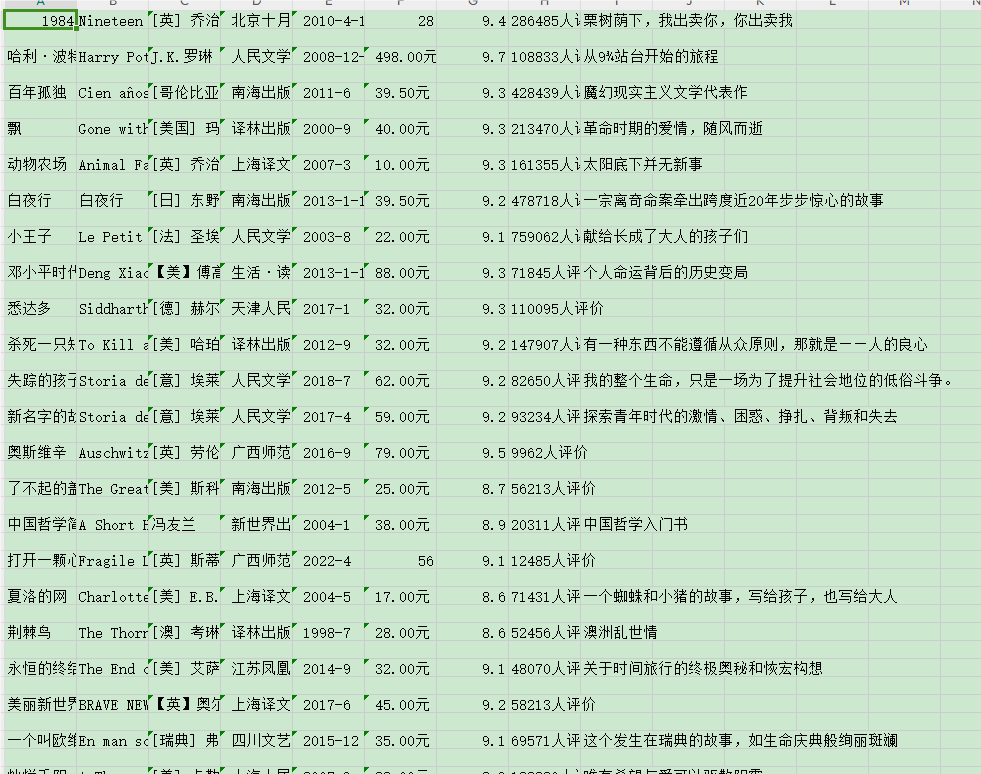 A B C D E F G H I J K L M N
1984 Nineteen [英] 乔治 北京十月 2010-4-1 28 9.4 286485人评 栗树荫下，我出卖你，你出卖我
哈利·波特 Harry Pot J.K.罗琳 人民文学 2008-12- 498.00元 9.7 108833人评 从9¾站台开始的旅程
百年孤独 Cien años [哥伦比亚 南海出版 2011-6 39.50元 9.3 428439人评 魔幻现实主义文学代表作
飘 Gone with [美国] 玛 译林出版 2000-9 40.00元 9.3 213470人评 革命时期的爱情，随风而逝
动物农场 Animal Fa [英] 乔治 上海译文 2007-3 10.00元 9.3 161355人评 太阳底下并无新事
白夜行 白夜行 [日] 东野 南海出版 2013-1-1 39.50元 9.2 478718人评 一宗离奇命案牵出跨度近20年步步惊心的故事
小王子 Le Petit [法] 圣埃 人民文学 2003-8 22.00元 9.1 759062人评 献给长成了大人的孩子们
邓小平时代 Deng Xiao 【美】傅高 生活·读 2013-1-1 88.00元 9.3 71845人评 个人命运背后的历史变局
悉达多 Siddharth [德] 赫尔 天津人民 2017-1 32.00元 9.3 110095人评价
杀死一只知 To Kill a [美] 哈珀 译林出版 2012-9 32.00元 9.2 147907人评 有一种东西不能遵循从众原则，那就是——人的良心
失踪的孩子 Storia de [意] 埃莱 人民文学 2018-7 62.00元 9.2 82650人评 我的整个生命，只是一场为了提升社会地位的低俗斗争。
新名字的故 Storia de [意] 埃莱 人民文学 2017-4 59.00元 9.2 93234人评 探索青年时代的激情、困惑、挣扎、背叛和失去
奥斯维辛 Auschwitz [英] 劳伦 广西师范 2016-9 79.00元 9.5 9962人评价
了不起的盖 The Great [美] 斯科 南海出版 2012-5 25.00元 8.7 56213人评价
中国哲学简 A Short H 冯友兰 新世界出 2004-1 38.00元 8.9 20311人评 中国哲学入门书
打开一颗心 Fragile L [英] 斯蒂 广西师范 2022-4 56 9.1 12485人评价
夏洛的网 Charlotte [美] E.B. 上海译文 2004-5 17.00元 8.6 71431人评 一个蜘蛛和小猪的故事，写给孩子，也写给大人
荆棘鸟 The Thorn [澳] 考琳 译林出版 1998-7 28.00元 8.6 52456人评 澳洲乱世情
永恒的终结 The End o [美] 艾萨 江苏凤凰 2014-9 32.00元 9.1 48070人评 关于时间旅行的终极奥秘和恢宏构想
美丽新世界 BRAVE NEW 【英】奥尔 上海译文 2017-6 45.00元 9.2 58213人评价
一个叫欧维 En man so [瑞典] 弗 四川文艺 2015-12 35.00元 9.1 69571人评 这个发生在瑞典的故事，如生命庆典般绚丽斑斓